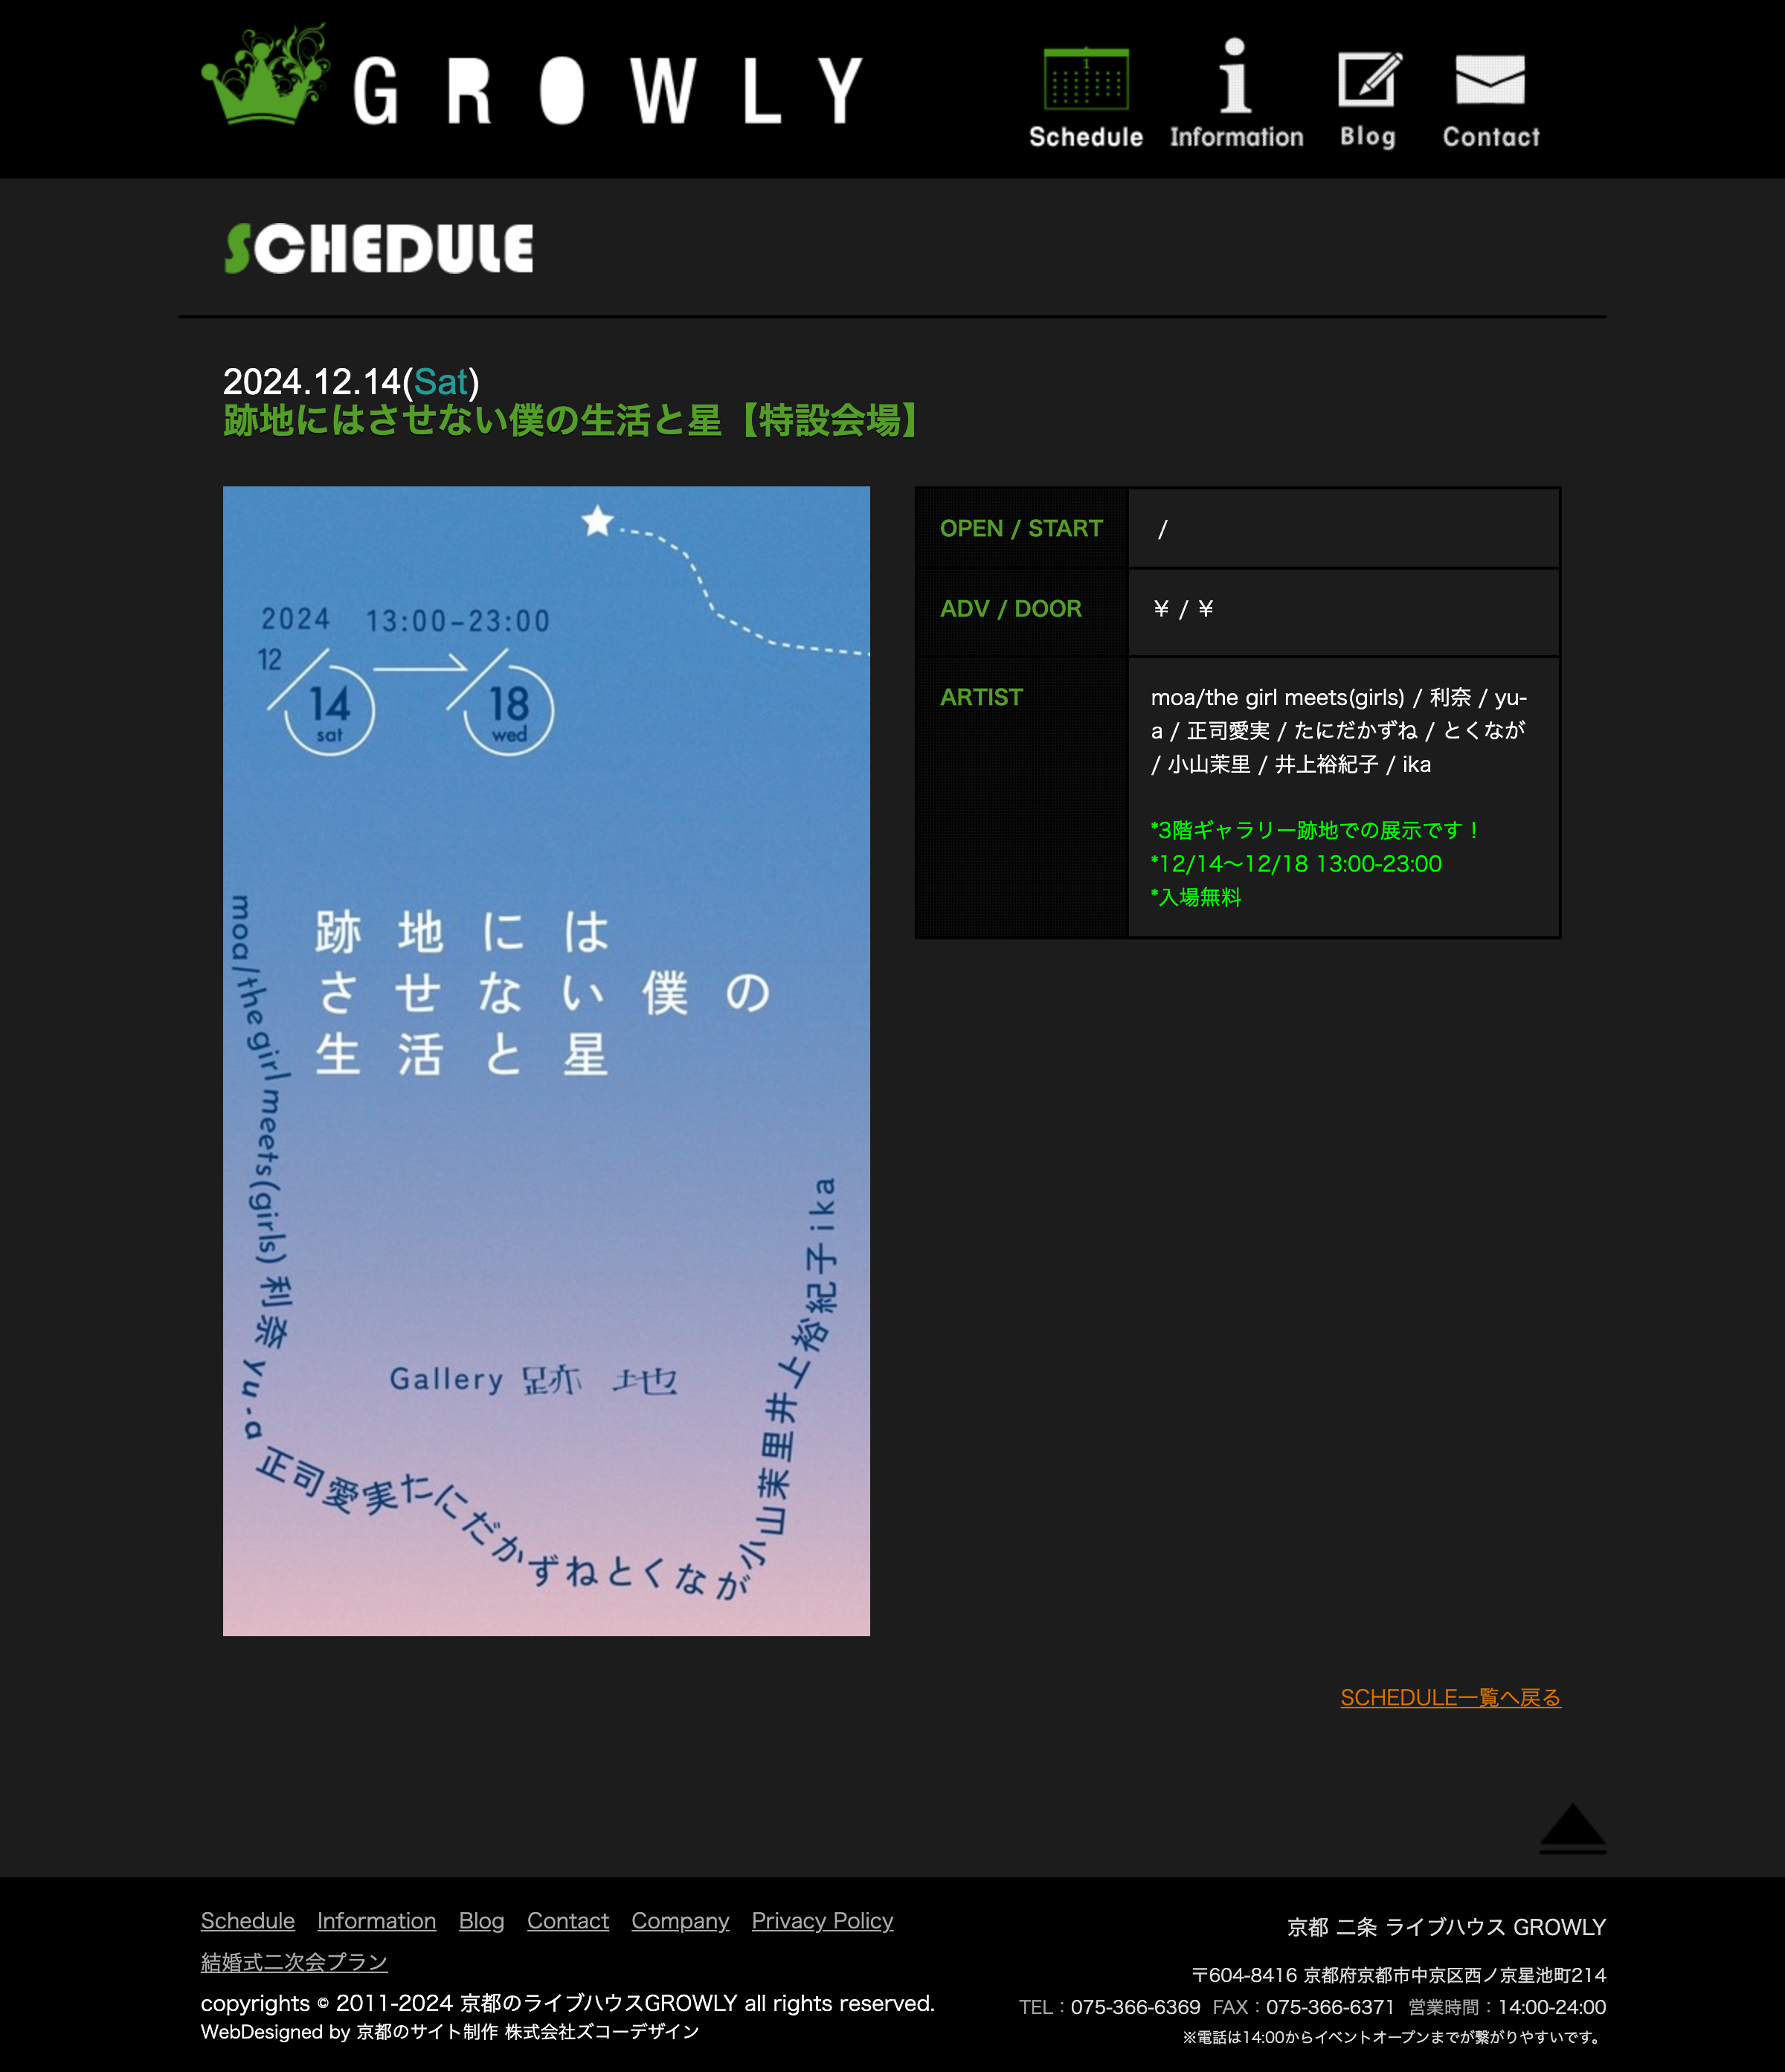 GROWLY
Schedule
Information
Blog
Contact
SCHEDULE
2024.12.14(Sat)
跡地にはさせない僕の生活と星【特設会場】
2024 13:00-23:00
12
14 18
sat wed
跡地には
させない僕の
生活と星
moa/the girl meets(girls) 利奈 yu-a 正司愛実 たにだかずね とくなが 小山茉里 井上裕紀子 ika
Gallery 跡地
OPEN / START
/
ADV / DOOR
¥ / ¥
ARTIST
moa/the girl meets(girls) / 利奈 / yu-
a / 正司愛実 / たにだかずね / とくなが
/ 小山茉里 / 井上裕紀子 / ika
*3階ギャラリー跡地での展示です！
*12/14〜12/18 13:00-23:00
*入場無料
SCHEDULE一覧へ戻る
Schedule Information Blog Contact Company Privacy Policy
結婚式二次会プラン
copyrights © 2011-2024 京都のライブハウスGROWLY all rights reserved.
WebDesigned by 京都のサイト制作 株式会社ズコーデザイン
京都 二条 ライブハウス GROWLY
〒604-8416 京都府京都市中京区西ノ京星池町214
TEL：075-366-6369 FAX：075-366-6371 営業時間：14:00-24:00
※電話は14:00からイベントオープンまでが繋がりやすいです。